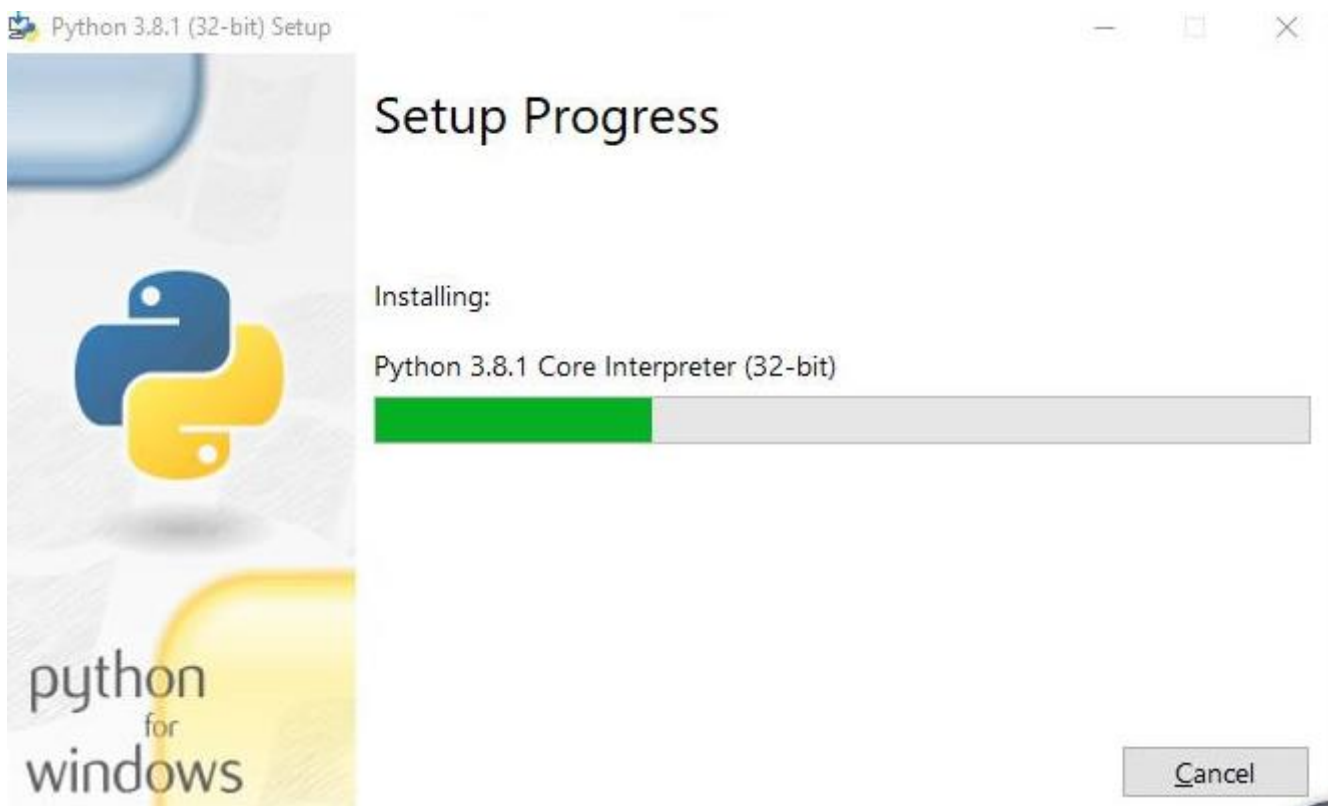 Python 3.8.1 (32-bit) Setup
Setup Progress
Installing:
Python 3.8.1 Core Interpreter (32-bit)
python
for
windows
Cancel